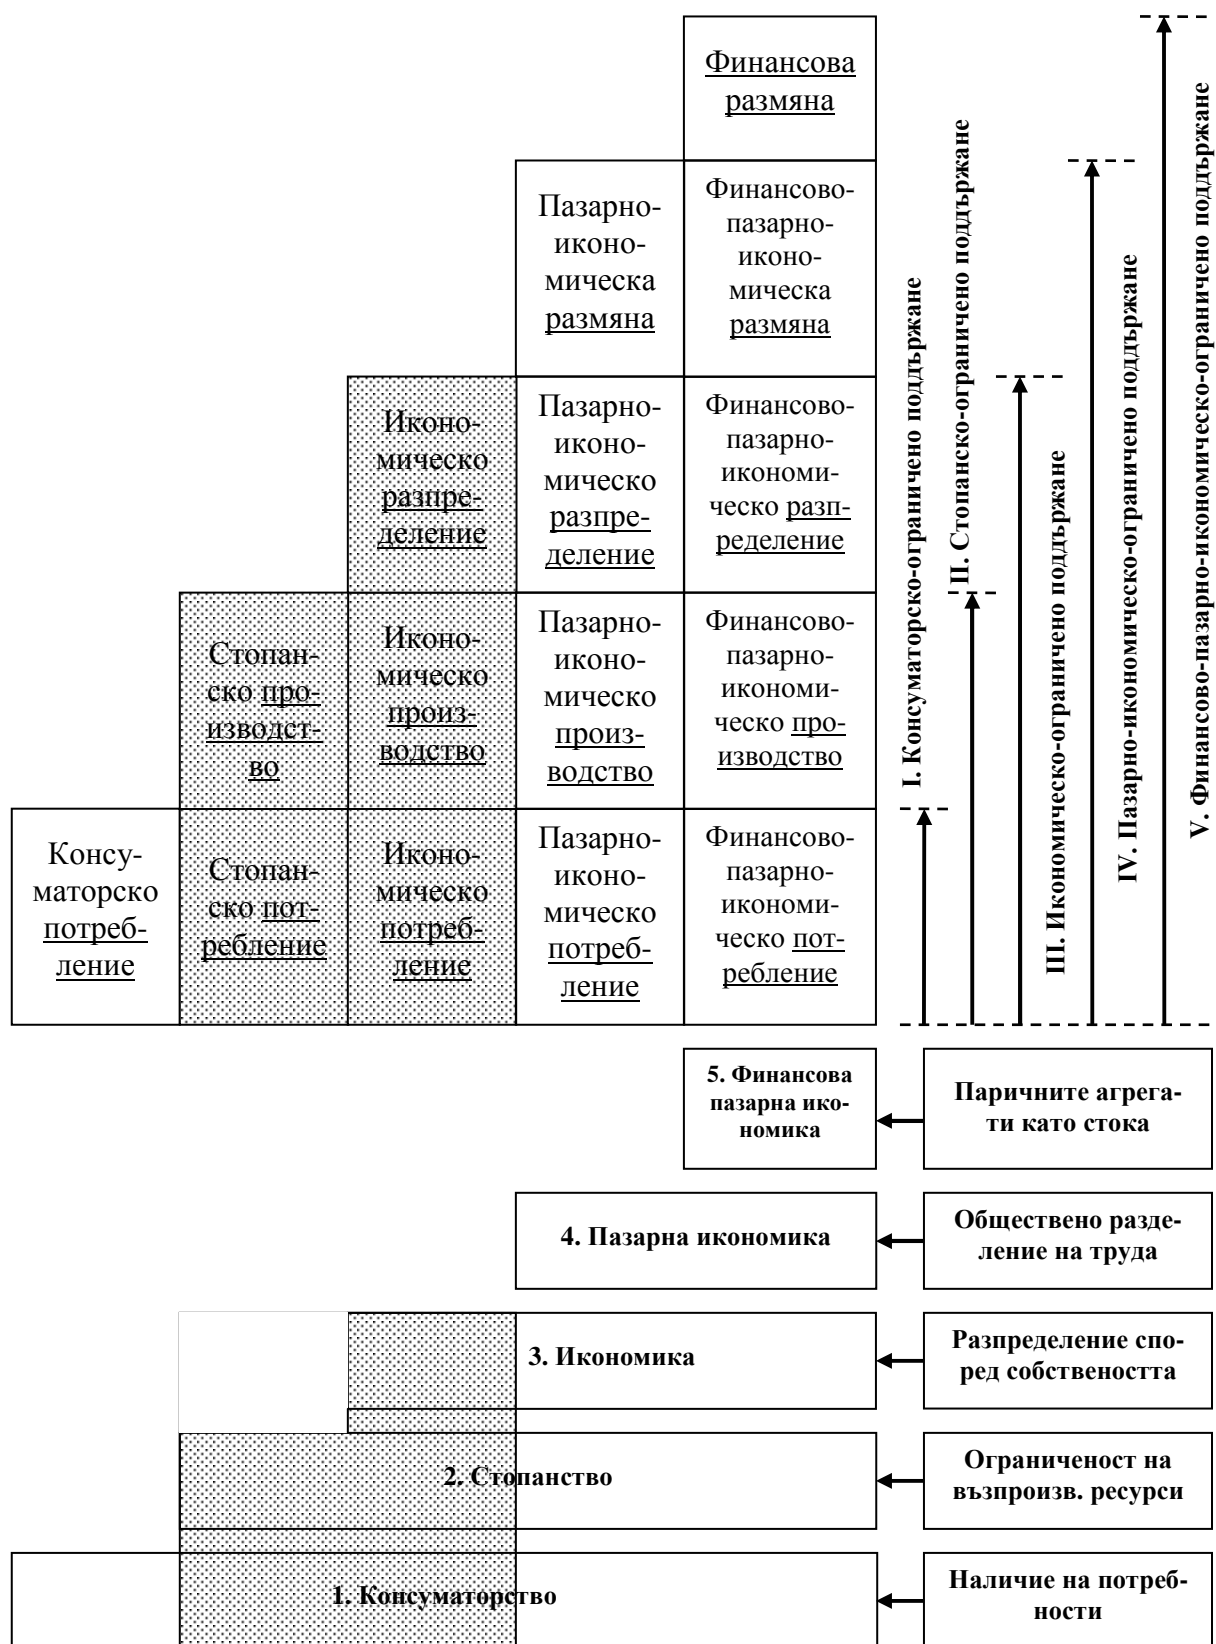 Финансова
размяна
Пазарно-
иконо-
мическа
размяна
Финансово-
пазарно-
иконо-
мическа
размяна
Иконо-
мическо
разпре-
деление
Пазарно-
иконо-
мическо
разпре-
деление
Финансово-
пазарно-
икономи-
ческо разп-
ределение
Стопан-
ско про-
изводст-
во
Иконо-
мическо
произ-
водство
Пазарно-
иконо-
мическо
произ-
водство
Финансово-
пазарно-
икономи-
ческо про-
изводство
Консу-
маторско
потреб-
ление
Стопан-
ско пот-
ребление
Иконо-
мическо
потреб-
ление
Пазарно-
иконо-
мическо
потреб-
ление
Финансово-
пазарно-
икономи-
ческо пот-
ребление
I. Консуматорско-ограничено поддържане
II. Стопанско-ограничено поддържане
III. Икономическо-ограничено поддържане
IV. Пазарно-икономическо-ограничено поддържане
V. Финансово-пазарно-икономическо-ограничено поддържане
5. Финансова
пазарна ико-
номика
Паричните агрега-
ти като стока
4. Пазарна икономика
Обществено разде-
ление на труда
3. Икономика
Разпределение спо-
ред собствеността
2. Стопанство
Ограниченост на
възпроизв. ресурси
1. Консуматорство
Наличие на потреб-
ности